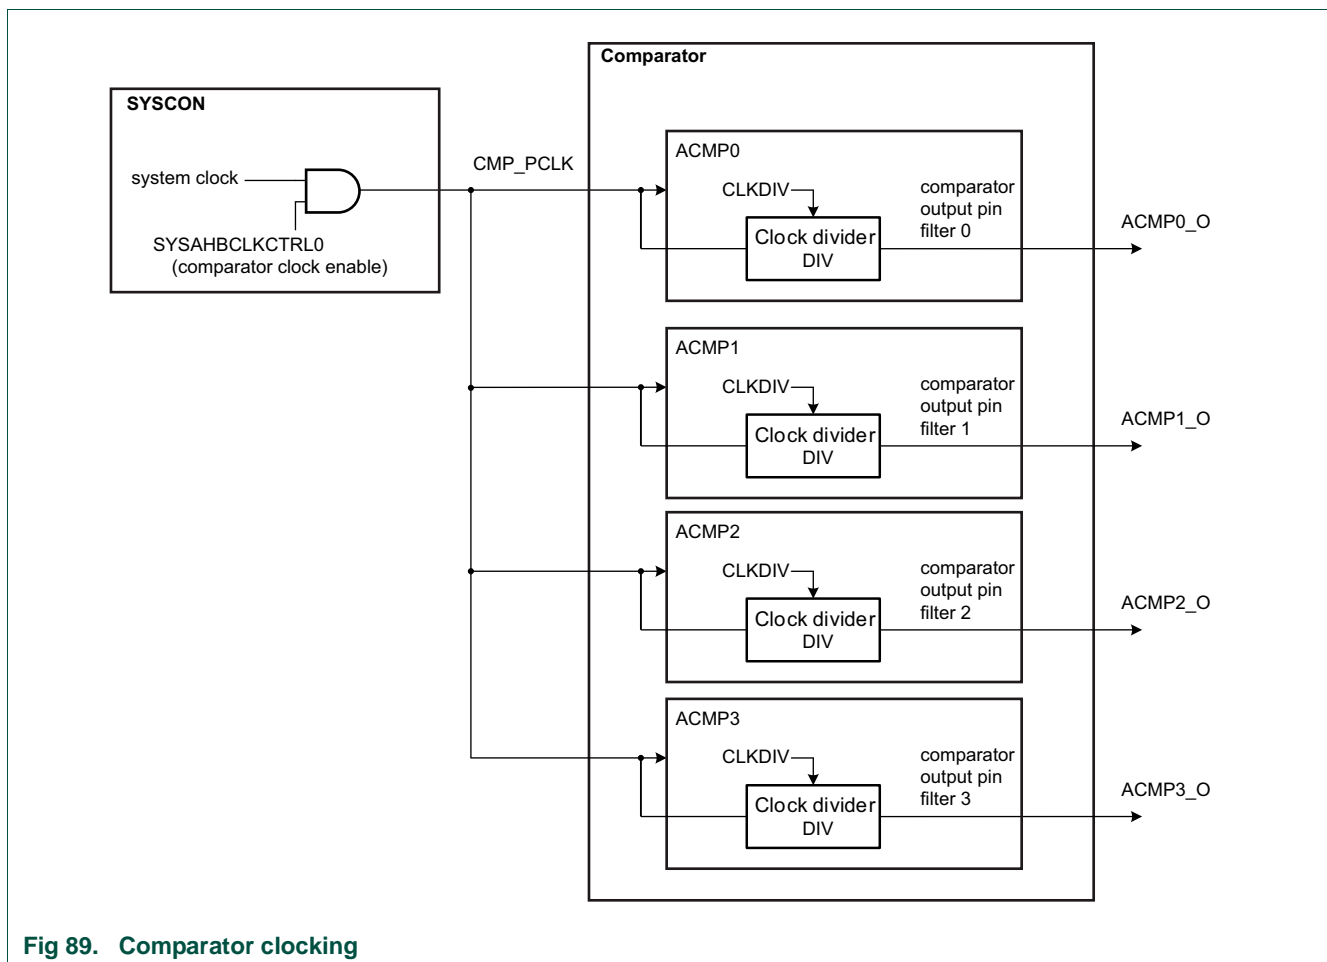 Comparator
SYSCON
system clock
SYSAHBCLKCTRL0
(comparator clock enable)
CMP_PCLK
ACMP0
CLKDIV
Clock divider
DIV
comparator
output pin
filter 0
ACMP0_O
ACMP1
CLKDIV
Clock divider
DIV
comparator
output pin
filter 1
ACMP1_O
ACMP2
CLKDIV
Clock divider
DIV
comparator
output pin
filter 2
ACMP2_O
ACMP3
CLKDIV
Clock divider
DIV
comparator
output pin
filter 3
ACMP3_O
Fig 89. Comparator clocking